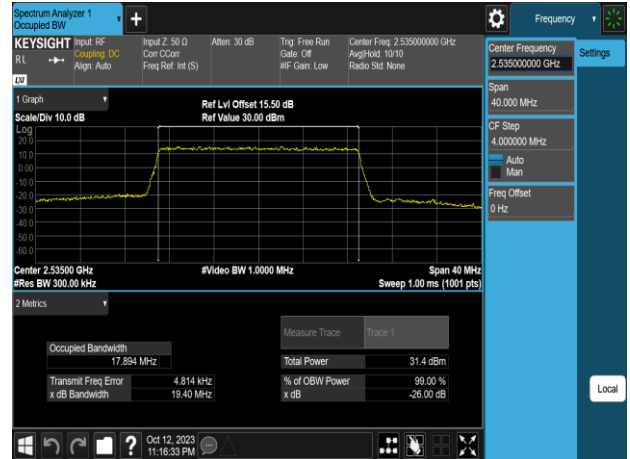 Spectrum Analyzer 1
Occupied BW
+
Frequency
KEYSIGHT
RL
LXI
Input: RF
Coupling: DC
Align: Auto
Input Z: 50 Ω
Corr CCorr
Freq Ref: Int (S)
Atten: 30 dB
Trig: Free Run
Gate: Off
#IF Gain: Low
Center Freq: 2.535000000 GHz
Avg|Hold: 10/10
Radio Std: None
Center Frequency
2.535000000 GHz
Settings
Span
40.000 MHz
CF Step
4.000000 MHz
Auto
Man
Freq Offset
0 Hz
Local
1 Graph
Scale/Div 10.0 dB
Ref Lvl Offset 15.50 dB
Ref Value 30.00 dBm
Log
20.0
10.0
0.00
-10.0
-20.0
-30.0
-40.0
-50.0
-60.0
Center 2.53500 GHz
#Video BW 1.0000 MHz
Span 40 MHz
#Res BW 300.00 kHz
Sweep 1.00 ms (1001 pts)
2 Metrics
Measure Trace
Trace 1
Occupied Bandwidth
17.894 MHz
Total Power
31.4 dBm
Transmit Freq Error
4.814 kHz
% of OBW Power
99.00 %
x dB Bandwidth
19.40 MHz
x dB
-26.00 dB
?
Oct 12, 2023
11:16:33 PM